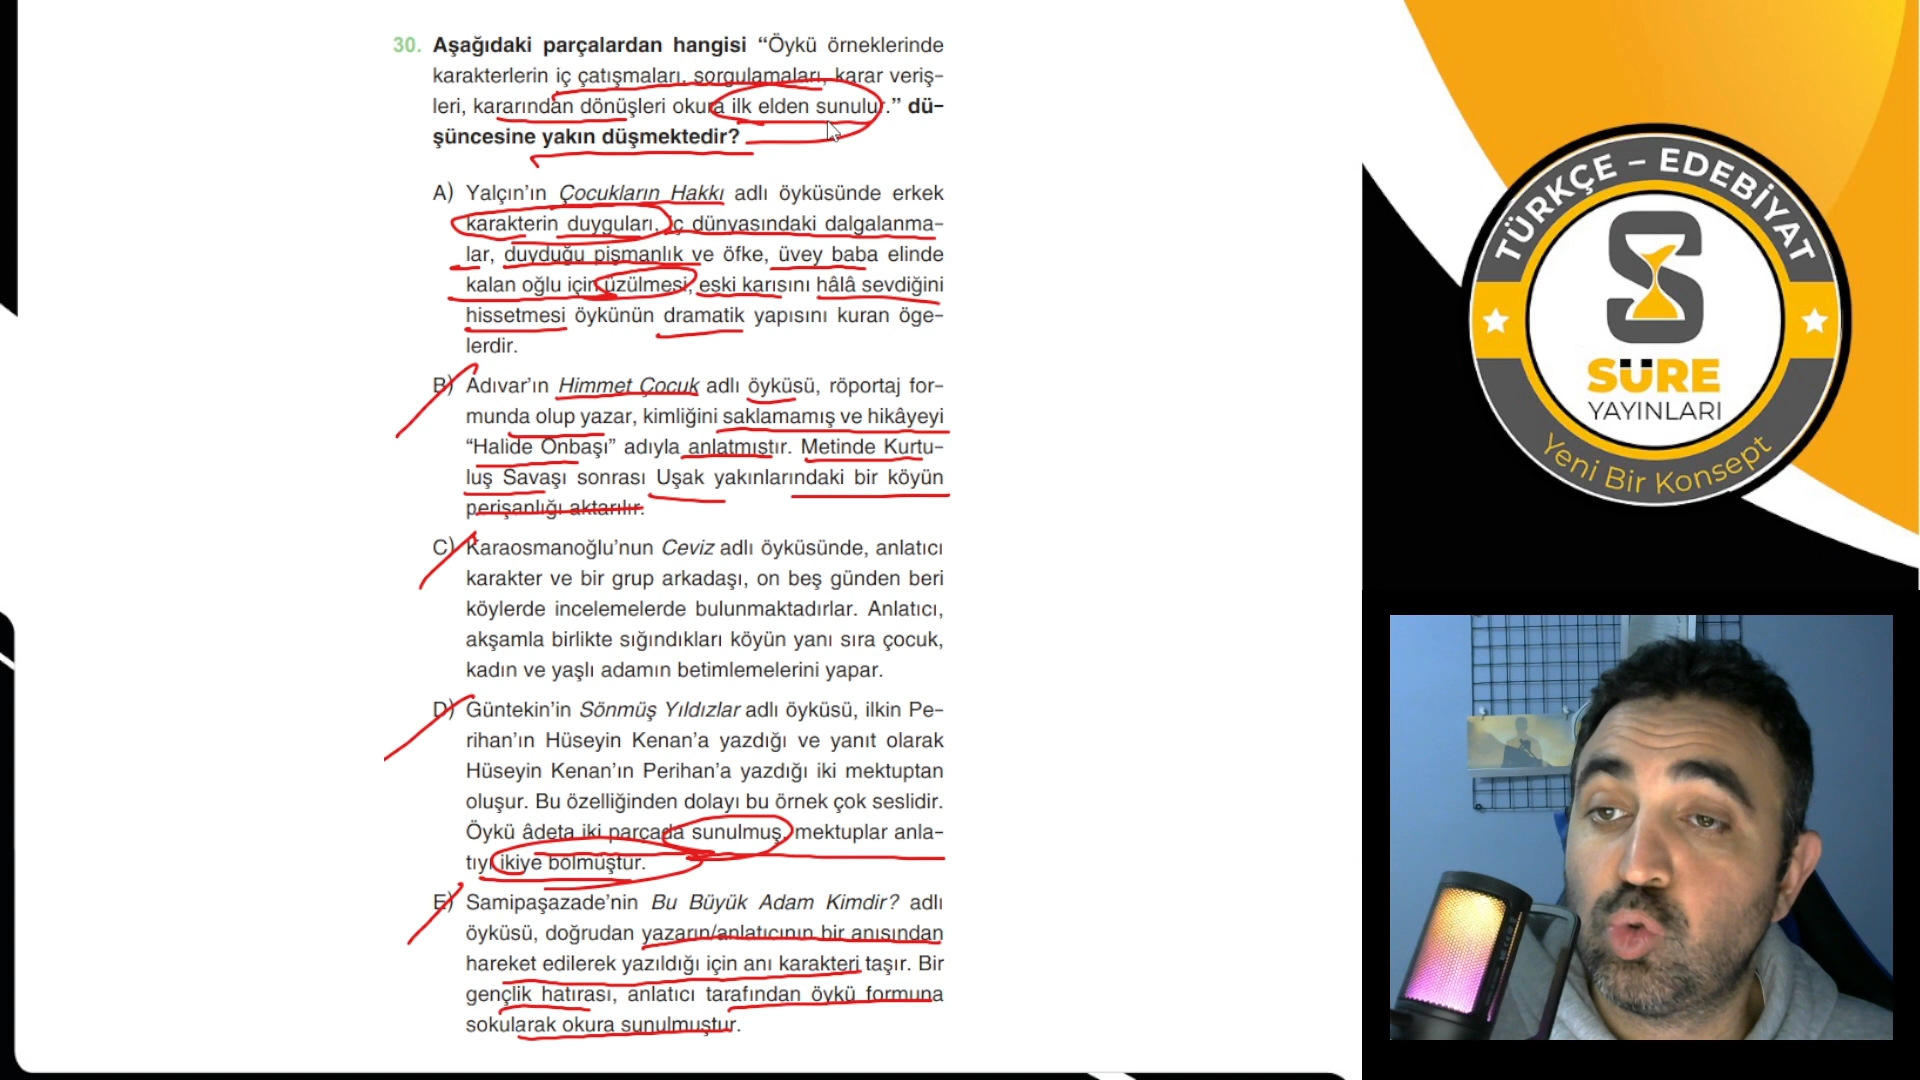 30. Aşağıdaki parçalardan hangisi “Öykü örneklerinde
karakterlerin iç çatışmaları, sorgulamaları, karar veriş-
leri, kararından dönüşleri okura ilk elden sunulur.” dü-
şüncesine yakın düşmektedir?
A) Yalçın’ın Çocukların Hakkı adlı öyküsünde erkek
karakterin duyguları, iç dünyasındaki dalgalanma-
lar, duyduğu pişmanlık ve öfke, üvey baba elinde
kalan oğlu için üzülmesi, eski karısını hâlâ sevdiğini
hissetmesi öykünün dramatik yapısını kuran öge-
lerdir.
B) Adıvar’ın Himmet Çocuk adlı öyküsü, röportaj for-
munda olup yazar, kimliğini saklamamış ve hikâyeyi
“Halide Onbaşı” adıyla anlatmıştır. Metinde Kurtu-
luş Savaşı sonrası Uşak yakınlarındaki bir köyün
perişanlığı aktarılır.
C) Karaosmanoğlu’nun Ceviz adlı öyküsünde, anlatıcı
karakter ve bir grup arkadaşı, on beş günden beri
köylerde incelemelerde bulunmaktadırlar. Anlatıcı,
akşamla birlikte sığındıkları köyün yanı sıra çocuk,
kadın ve yaşlı adamın betimlemelerini yapar.
D) Güntekin’in Sönmüş Yıldızlar adlı öyküsü, ilkin Pe-
rihan’ın Hüseyin Kenan’a yazdığı ve yanıt olarak
Hüseyin Kenan’ın Perihan’a yazdığı iki mektuptan
oluşur. Bu özelliğinden dolayı bu örnek çok seslidir.
Öykü âdeta iki parçada sunulmuş, mektuplar anla-
tıyı ikiye bölmüştür.
E) Samipaşazade’nin Bu Büyük Adam Kimdir? adlı
öyküsü, doğrudan yazarın/anlatıcının bir anısından
hareket edilerek yazıldığı için anı karakteri taşır. Bir
gençlik hatırası, anlatıcı tarafından öykü formuna
sokularak okura sunulmuştur.
TÜRKÇE – EDEBİYAT
SÜRE
YAYINLARI
Yeni Bir Konsept